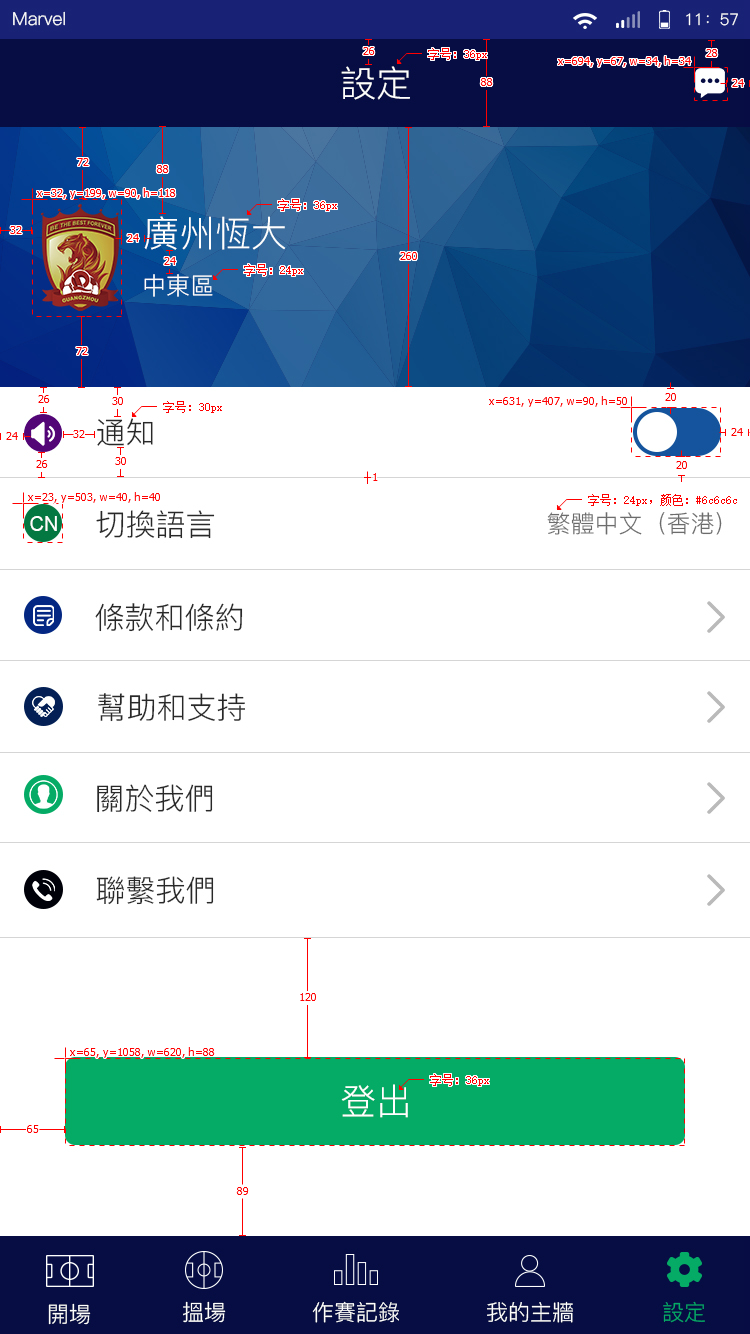 Marvel 11: 57
26
字号: 36px
28
x=694, y=67, w=34, h=34
設定
88
24
72
88
x=32, y=199, w=90, h=118
字号: 36px
BE THE BEST FOREVER
32
24
廣州恆大
24
260
字号: 24px
中東區
GUANGZHOU
72
26
30
20
字号: 30px
x=631, y=407, w=90, h=50
24
32
通知
24
26
30
20
1
x=23, y=503, w=40, h=40
字号: 24px, 颜色: #6c6c6c
CN
切換語言
繁體中文（香港）
條款和條約
幫助和支持
關於我們
聯繫我們
120
x=65, y=1058, w=620, h=88
字号: 36px
登出
65
89
開場
搵場
作賽記錄
我的主牆
設定